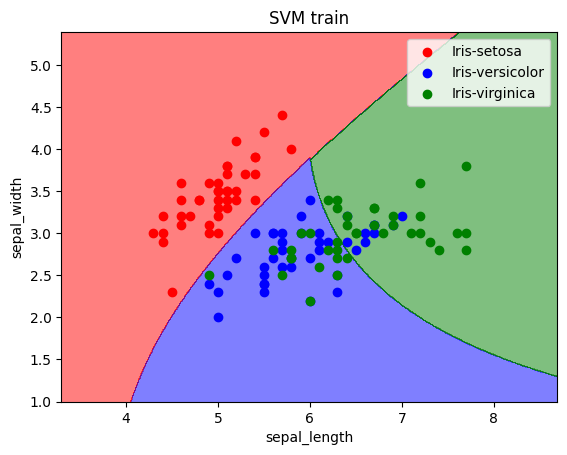 SVM train
Iris-setosa
Iris-versicolor
Iris-virginica
sepal_width
5.0
4.5
4.0
3.5
3.0
2.5
2.0
1.5
1.0
4 5 6 7 8
sepal_length